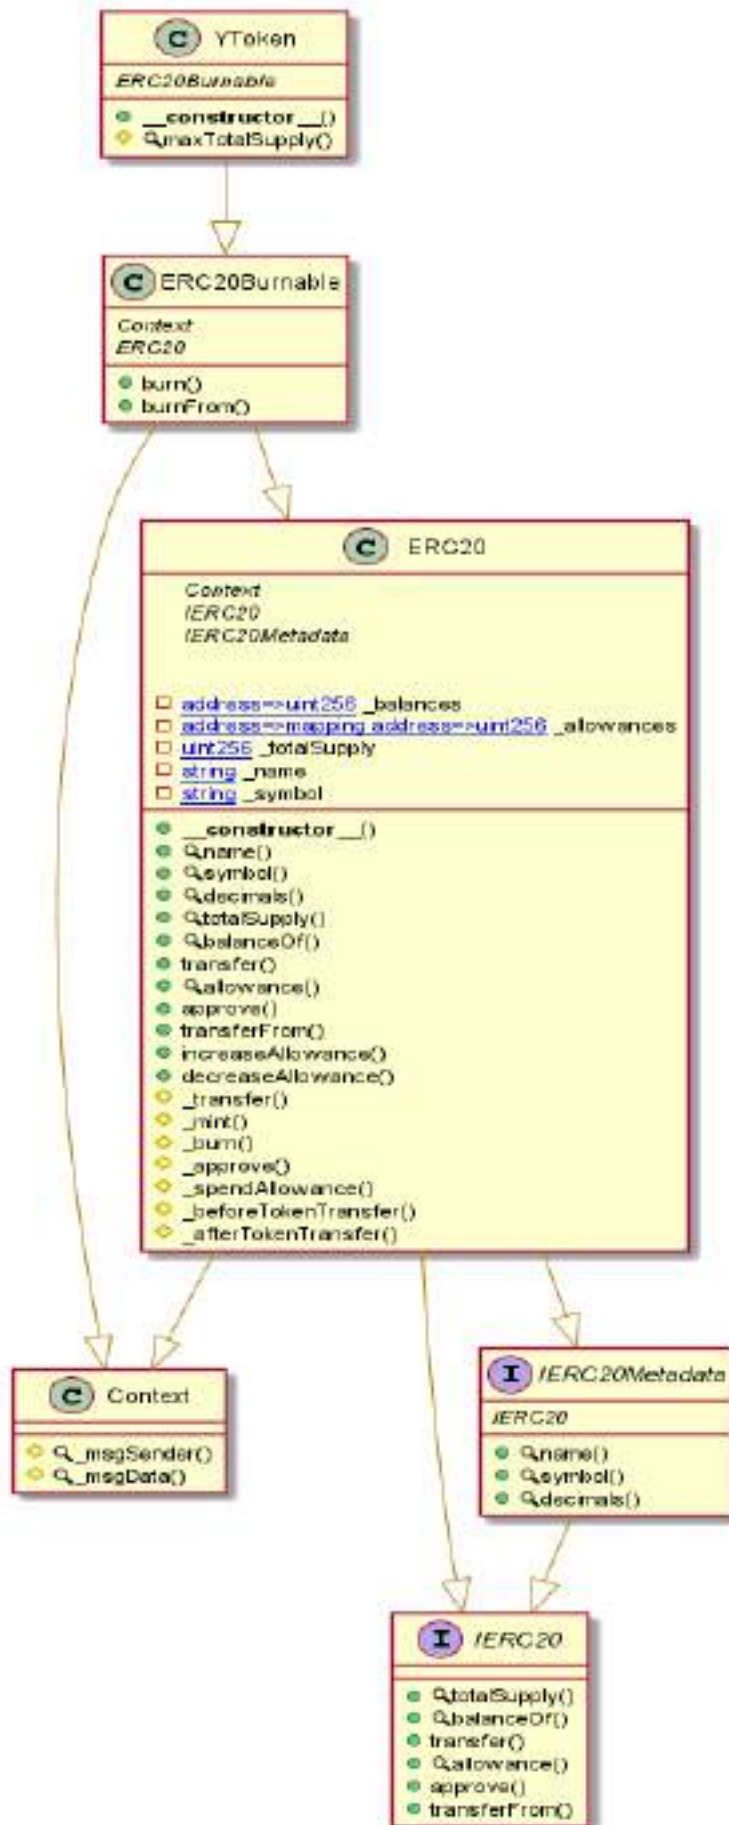 C YToken
ERC20Burnable
__constructor__()
maxTotalSupply()
C ERC20Burnable
Context
ERC20
burn()
burnFrom()
C ERC20
Context
IERC20
IERC20Metadata
address=>uint256 _balances
address=>mapping address=>uint256 _allowances
uint256 _totalSupply
string _name
string _symbol
__constructor__()
name()
symbol()
decimals()
totalSupply()
balanceOf()
transfer()
allowance()
approve()
transferFrom()
increaseAllowance()
decreaseAllowance()
_transfer()
_mint()
_burn()
_approve()
_spendAllowance()
_beforeTokenTransfer()
_afterTokenTransfer()
C Context
_msgSender()
_msgData()
I IERC20Metadata
IERC20
name()
symbol()
decimals()
I IERC20
totalSupply()
balanceOf()
transfer()
allowance()
approve()
transferFrom()